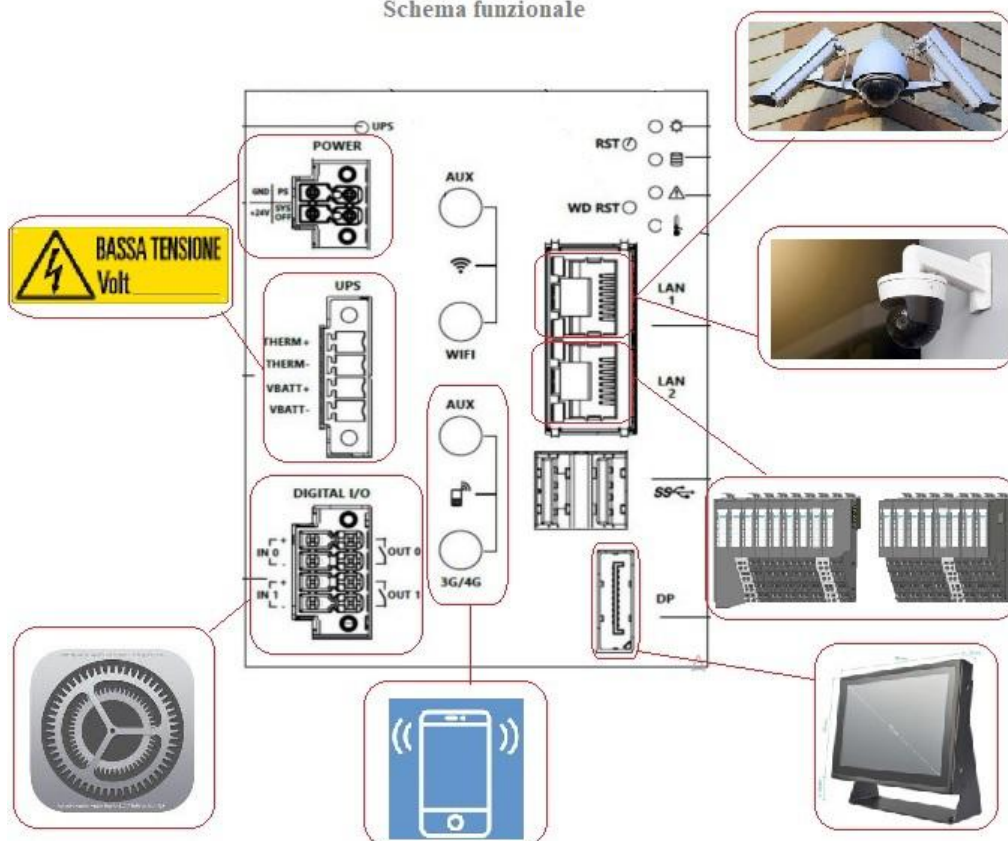 Schema funzionale
UPS
POWER
GND PS
+24V SYS OFF
AUX
RST
WD RST
BASSA TENSIONE
Volt
UPS
THERM+
THERM-
VBATT+
VBATT-
WIFI
LAN
1
LAN
2
AUX
SS
DIGITAL I/O
IN 0 + -
OUT 0
IN 1 + -
OUT 1
3G/4G
DP